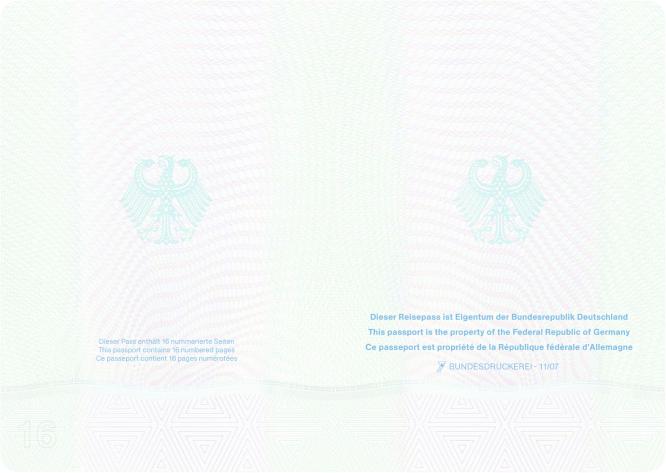 Dieser Pass enthält 16 nummerierte Seiten
This passport contains 16 numbered pages
Ce passeport contient 16 pages numérotées
16
Dieser Reisepass ist Eigentum der Bundesrepublik Deutschland
This passport is the property of the Federal Republic of Germany
Ce passeport est propriété de la République fédérale d'Allemagne
BUNDESDRUCKEREI - 11/07